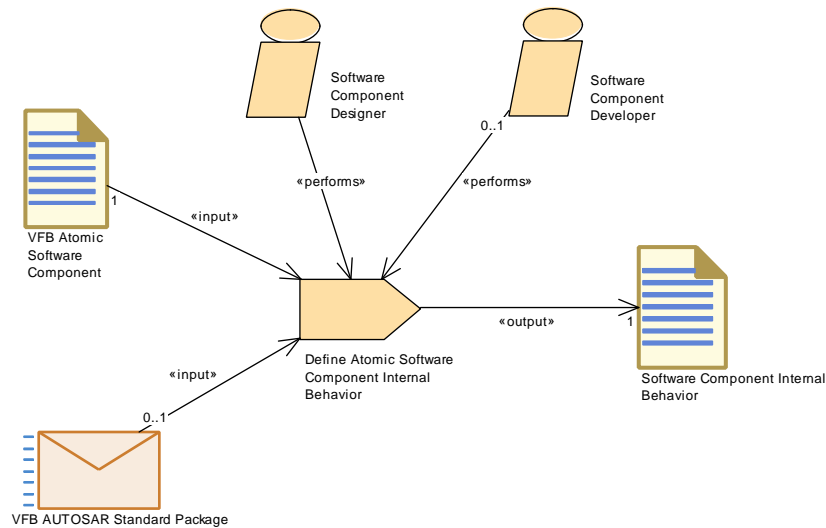 Software
Component
Designer
Software
Component
Developer
0..1
«performs»
«performs»
1
«input»
VFB Atomic
Software
Component
«output»
1
«input»
Define Atomic Software
Component Internal
Behavior
Software Component Internal
Behavior
0..1
VFB AUTOSAR Standard Package